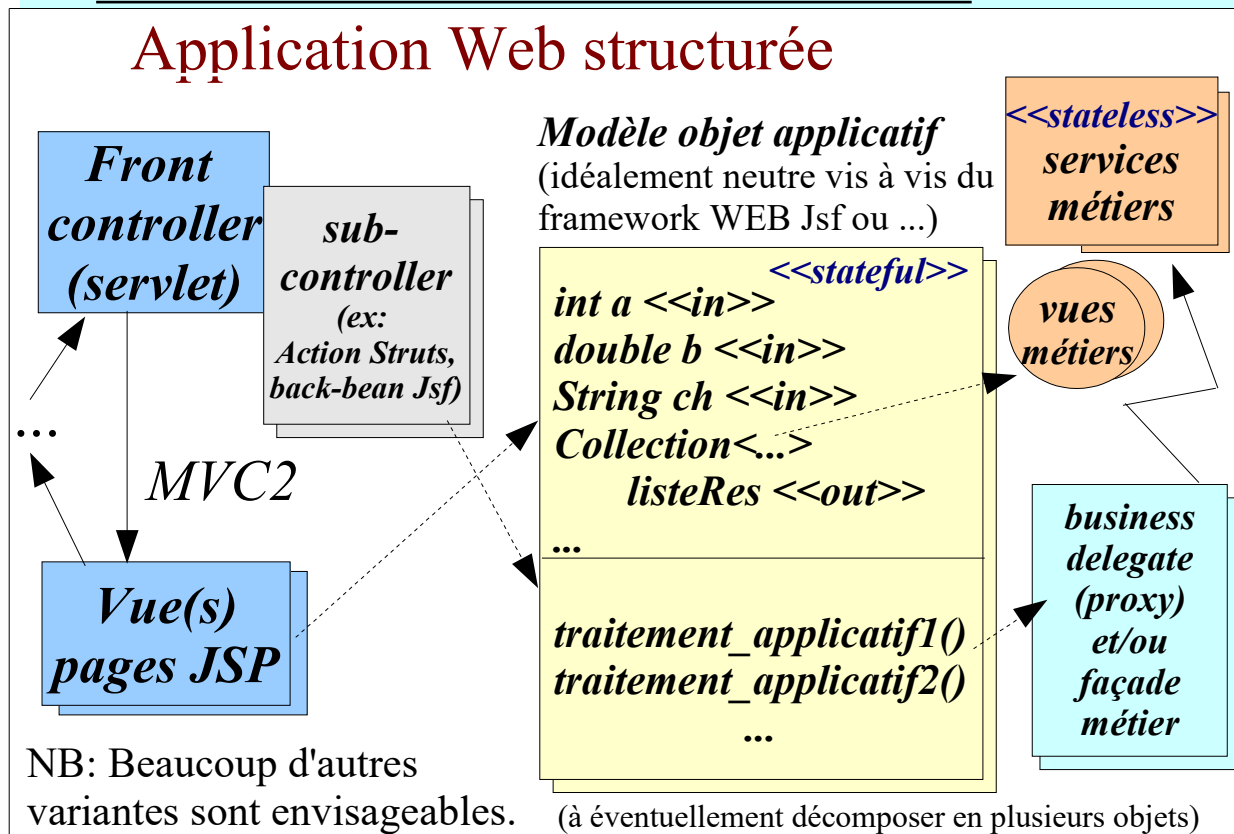 Application Web structurée
Front
controller
(servlet)
sub-
controller
(ex:
Action Struts,
back-bean Jsf)
...
MVC2
Vue(s)
pages JSP
NB: Beaucoup d'autres
variantes sont envisageables.
Modèle objet applicatif
(idéalement neutre vis à vis du
framework WEB Jsf ou ...)
<<stateful>>
int a <<in>>
double b <<in>>
String ch <<in>>
Collection<...>
listeRes <<out>>
...
traitement_applicatif1()
traitement_applicatif2()
...
(à éventuellement décomposer en plusieurs objets)
<<stateless>>
services
métiers
vues
métiers
business
delegate
(proxy)
et/ou
façade
métier